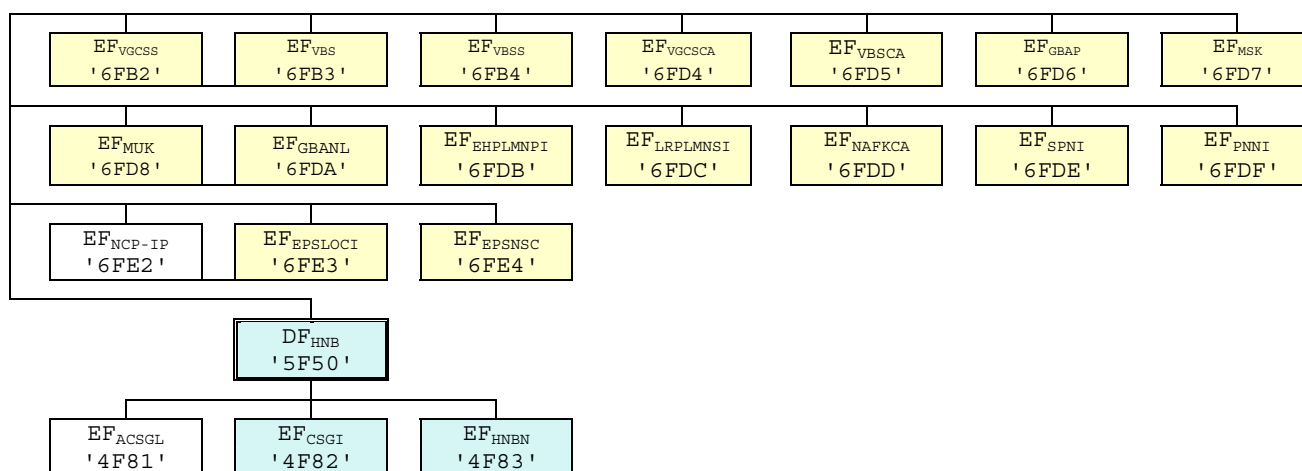 EFVGCSS EFVBS EFVBSS EFVGCSCA EFVBSCA EFGBAP EFMSK
'6FB2' '6FB3' '6FB4' '6FD4' '6FD5' '6FD6' '6FD7'
EFMUK EFGBANL EFEHPLMNPI EFLRPLMNSI EFNAFKCA EFSPNI EFPNNI
'6FD8' '6FDA' '6FDB' '6FDC' '6FDD' '6FDE' '6FDF'
EFNCP-IP EFEPSLOCI EFEPSNSC
'6FE2' '6FE3' '6FE4'
DFHNB
'5F50'
EFACSGL EFCSGI EFHNBN
'4F81' '4F82' '4F83'